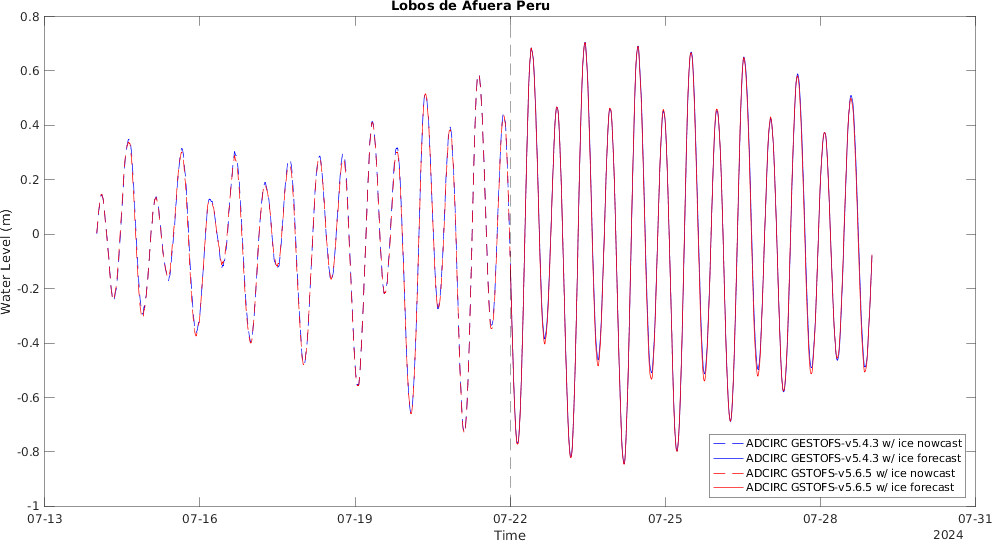 Lobos de Afuera Peru
0.8
0.6
0.4
0.2
0
-0.2
-0.4
-0.6
-0.8
-1
Water Level (m)
ADCIRC GESTOFS-v5.4.3 w/ ice nowcast
ADCIRC GESTOFS-v5.4.3 w/ ice forecast
ADCIRC GSTOFS-v5.6.5 w/ ice nowcast
ADCIRC GSTOFS-v5.6.5 w/ ice forecast
07-13 07-16 07-19 07-22 07-25 07-28 07-31
Time
2024